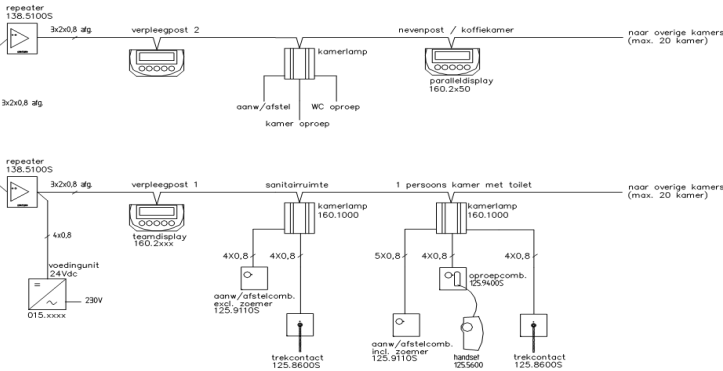 repeater
138.5100S
3x2x0,8 afg.
verpleegpost 2
nevenpost / koffiekamer
naar overige kamers
(max. 20 kamer)
kamerlamp
paralleldisplay
160.2x50
aanw/afstel
WC oproep
kamer oproep
3x2x0,8 afg.
repeater
138.5100S
3x2x0,8 afg.
verpleegpost 1
sanitairruimte
1 persoons kamer met toilet
naar overige kamers
(max. 20 kamer)
kamerlamp
160.1000
kamerlamp
160.1000
teamdisplay
160.2xxx
4x0,8
4X0,8
4X0,8
5X0,8
4X0,8
4X0,8
voedingunit
24Vdc
230V
015.xxxx
aanw/afstelcomb.
excl. zoemer
125.9110S
oproepcomb.
125.9400S
trekcontact
125.8600S
aanw/afstelcomb.
incl. zoemer
125.9110S
handset
125.5600
trekcontact
125.8600S